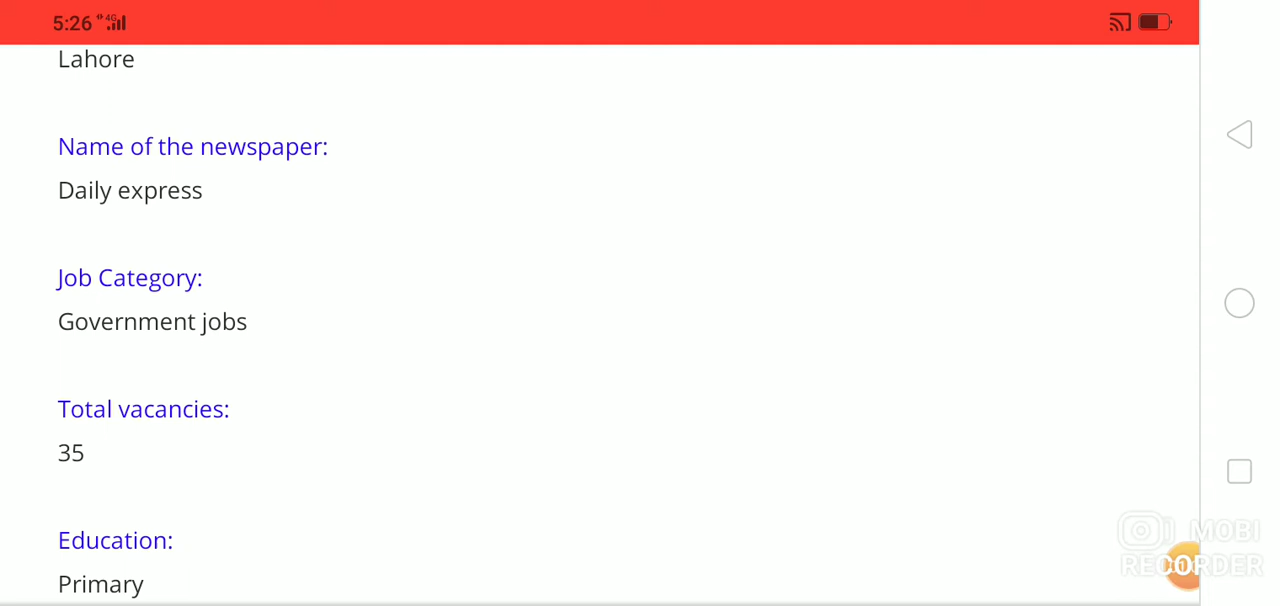 5:26 4G
Lahore
Name of the newspaper:
Daily express
Job Category:
Government jobs
Total vacancies:
35
Education:
Primary
MOBI
RECORDER